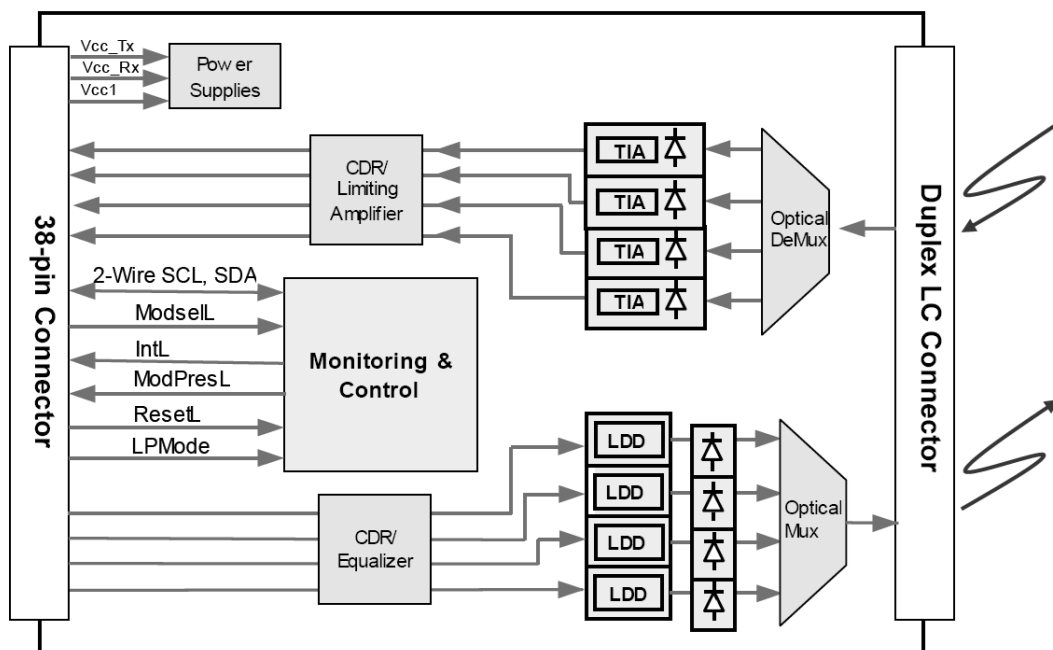 Vcc_Tx
Vcc_Rx
Vcc1
Power
Supplies
CDR/
Limiting
Amplifier
TIA
TIA
TIA
TIA
Optical
DeMux
38-pin Connector
Duplex LC Connector
2-Wire SCL, SDA
ModselL
IntL
ModPresL
ResetL
LPMode
Monitoring &
Control
CDR/
Equalizer
LDD
LDD
LDD
LDD
Optical
Mux